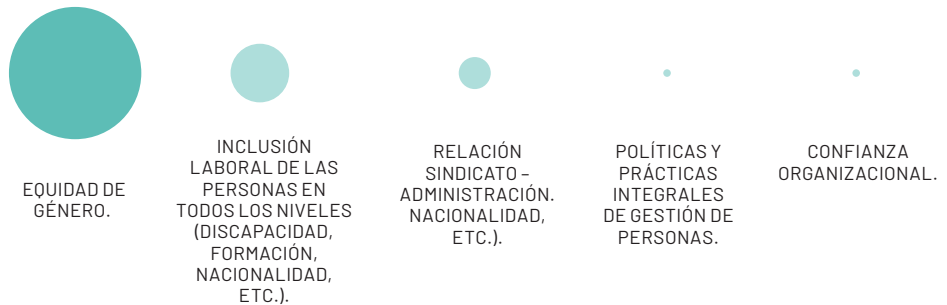 EQUIDAD DE
GÉNERO.
INCLUSIÓN
LABORAL DE LAS
PERSONAS EN
TODOS LOS NIVELES
(DISCAPACIDAD,
FORMACIÓN,
NACIONALIDAD,
ETC.).
RELACIÓN
SINDICATO –
ADMINISTRACIÓN.
NACIONALIDAD,
ETC.).
POLÍTICAS Y
PRÁCTICAS
INTEGRALES
DE GESTIÓN DE
PERSONAS.
CONFIANZA
ORGANIZACIONAL.